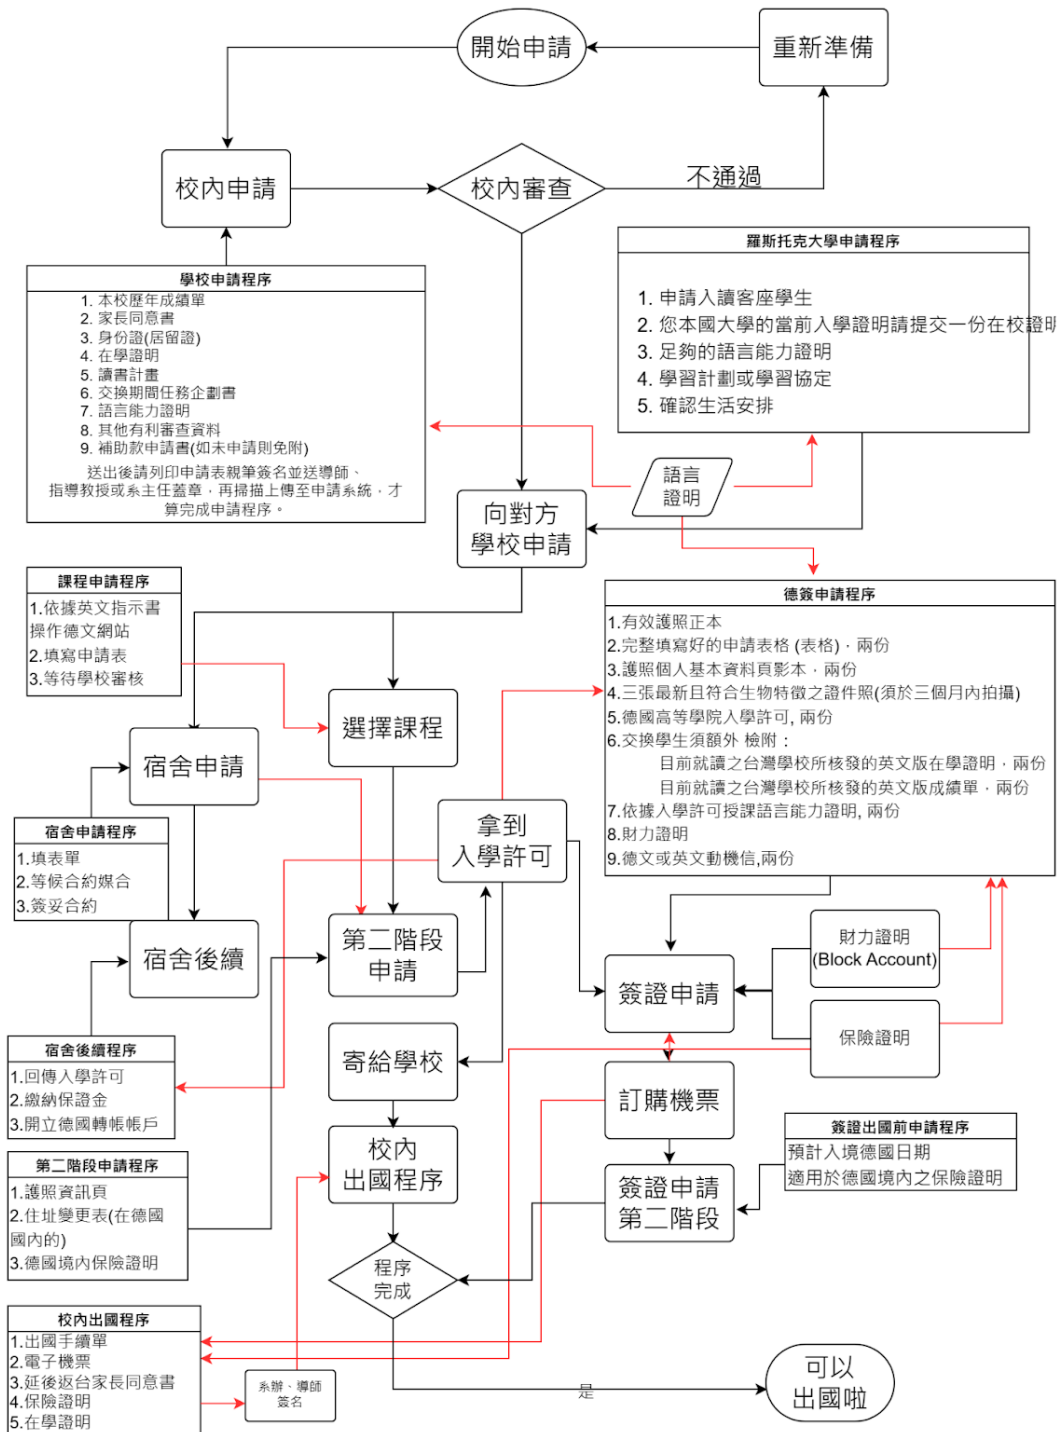 開始申請
重新準備
校內申請
校內審查
不通過
學校申請程序
1. 本校歷年成績單
2. 家長同意書
3. 身份證(居留證)
4. 在學證明
5. 讀書計畫
6. 交換期間任務企劃書
7. 語言能力證明
8. 其他有利審查資料
9. 補助款申請書(如未申請則免附)
送出後請列印申請表親筆簽名並送導師、
指導教授或系主任蓋章，再掃描上傳至申請系統，才
算完成申請程序。
羅斯托克大學申請程序
1. 申請入讀客座學生
2. 您本國大學的當前入學證明請提交一份在校證明
3. 足夠的語言能力證明
4. 學習計劃或學習協定
5. 確認生活安排
語言
證明
向對方
學校申請
課程申請程序
1.依據英文指示書
操作德文網站
2.填寫申請表
3.等待學校審核
德簽申請程序
1.有效護照正本
2.完整填寫好的申請表格 (表格)，兩份
3.護照個人基本資料頁影本，兩份
4.三張最新且符合生物特徵之證件照(須於三個月內拍攝)
5.德國高等學院入學許可, 兩份
6.交換學生須額外 檢附：
目前就讀之台灣學校所核發的英文版在學證明，兩份
目前就讀之台灣學校所核發的英文版成績單，兩份
7.依據入學許可授課語言能力證明, 兩份
8.財力證明
9.德文或英文動機信,兩份
選擇課程
宿舍申請
宿舍申請程序
1.填表單
2.等候合約媒合
3.簽妥合約
拿到
入學許可
宿舍後續
第二階段
申請
財力證明
(Block Account)
簽證申請
保險證明
宿舍後續程序
1.回傳入學許可
2.繳納保證金
3.開立德國轉帳帳戶
寄給學校
訂購機票
簽證出國前申請程序
預計入境德國日期
適用於德國境內之保險證明
第二階段申請程序
1.護照資訊頁
2.住址變更表(在德國
國內的)
3.德國境內保險證明
校內
出國程序
簽證申請
第二階段
程序
完成
校內出國程序
1.出國手續單
2.電子機票
3.延後返台家長同意書
4.保險證明
5.在學證明
系辦、導師
簽名
是
可以
出國啦